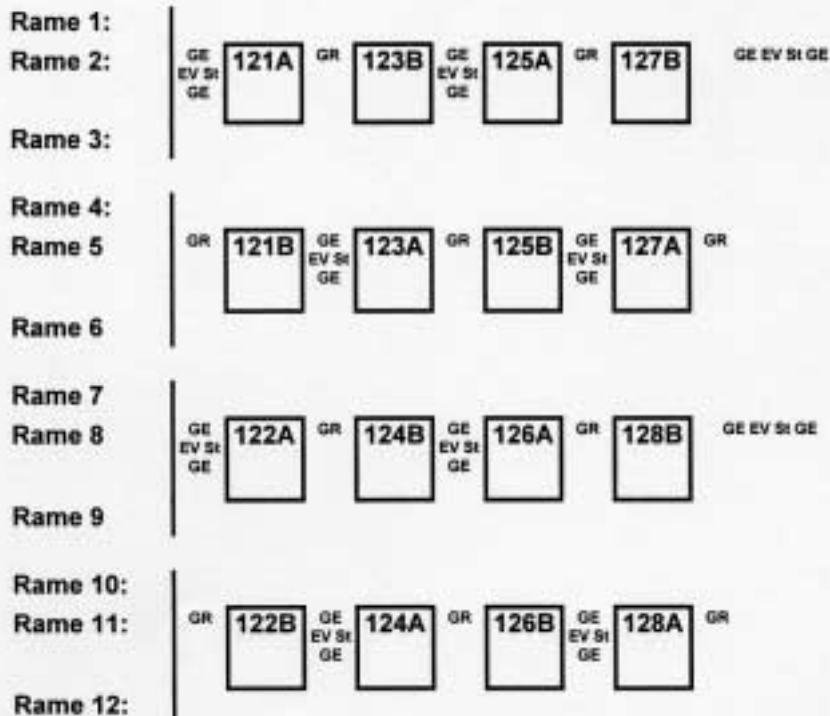 Rame 1:
Rame 2: GE EV St GE 121A GR 123B GE EV St GE 125A GR 127B GE EV St GE
Rame 3:
Rame 4:
Rame 5 GR 121B GE EV St GE 123A GR 125B GE EV St GE 127A GR
Rame 6
Rame 7
Rame 8 GE EV St GE 122A GR 124B GE EV St GE 126A GR 128B GE EV St GE
Rame 9
Rame 10:
Rame 11: GR 122B GE EV St GE 124A GR 126B GE EV St GE 128A GR
Rame 12: